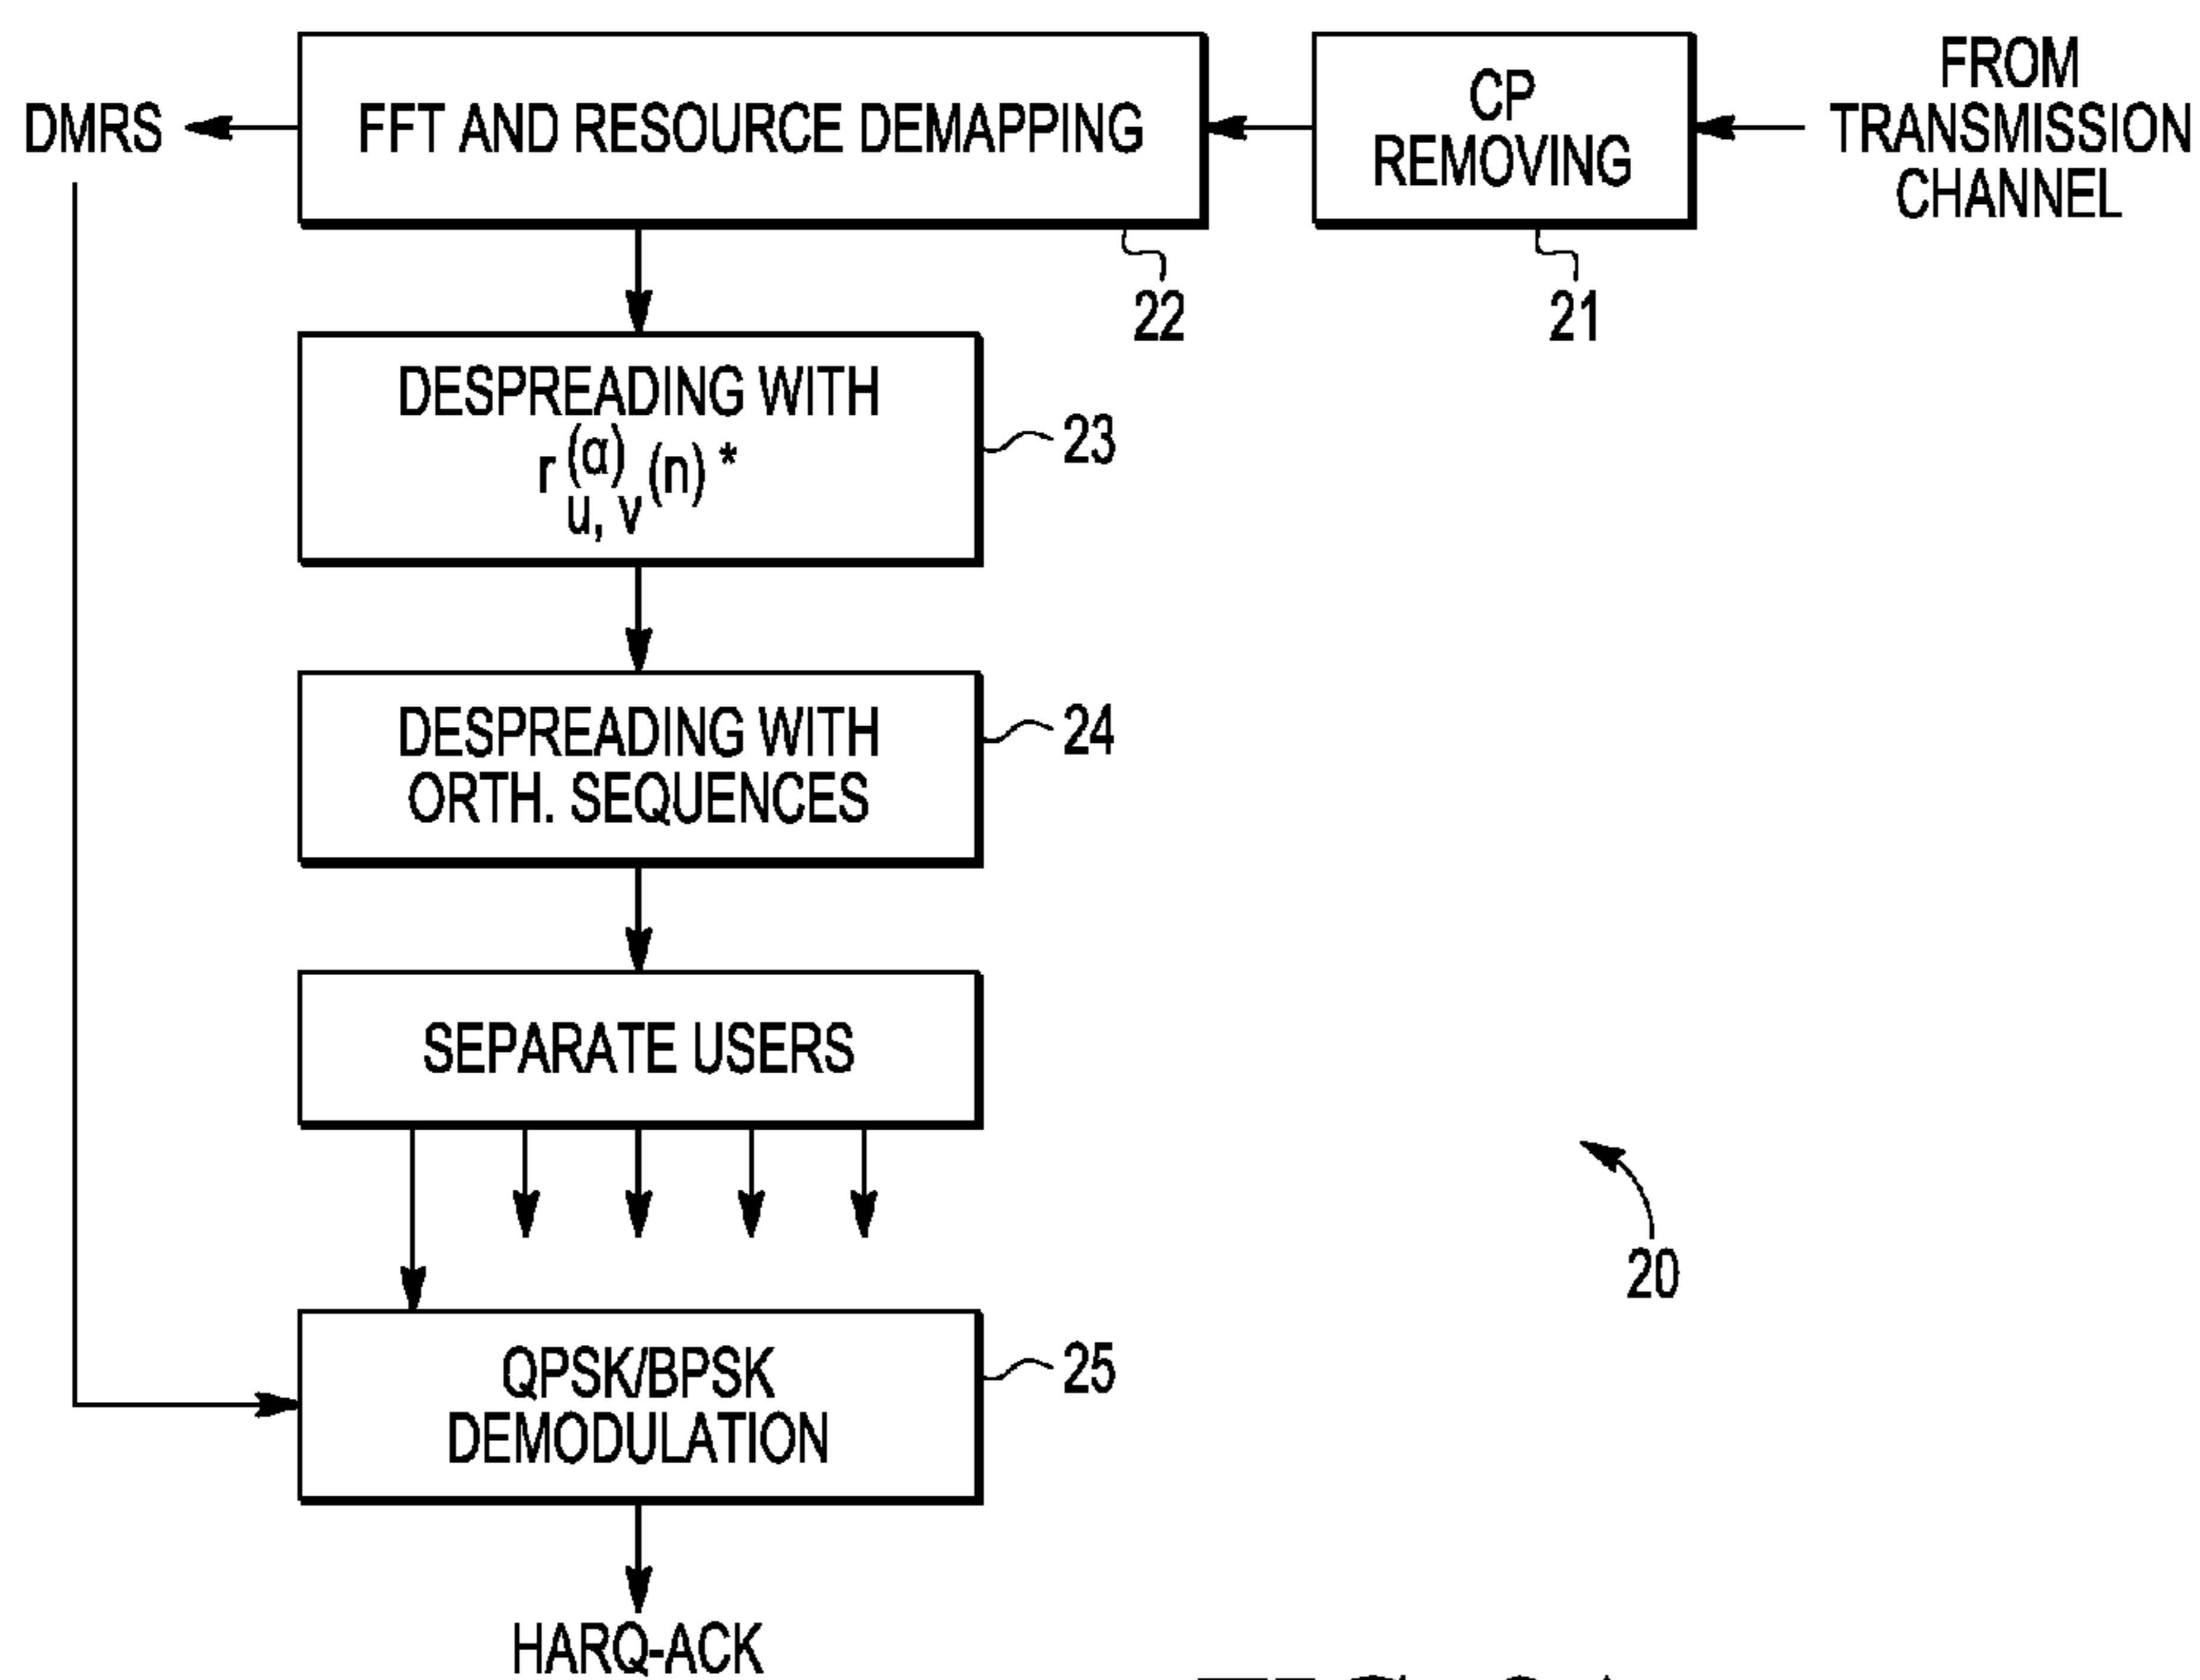 DMRS
FFT AND RESOURCE DEMAPPING
CP
REMOVING
FROM
TRANSMISSION
CHANNEL
22
21
DESPREADING WITH
r (α) u, v (n) *
23
DESPREADING WITH
ORTH. SEQUENCES
24
SEPARATE USERS
20
QPSK/BPSK
DEMODULATION
25
HARQ-ACK